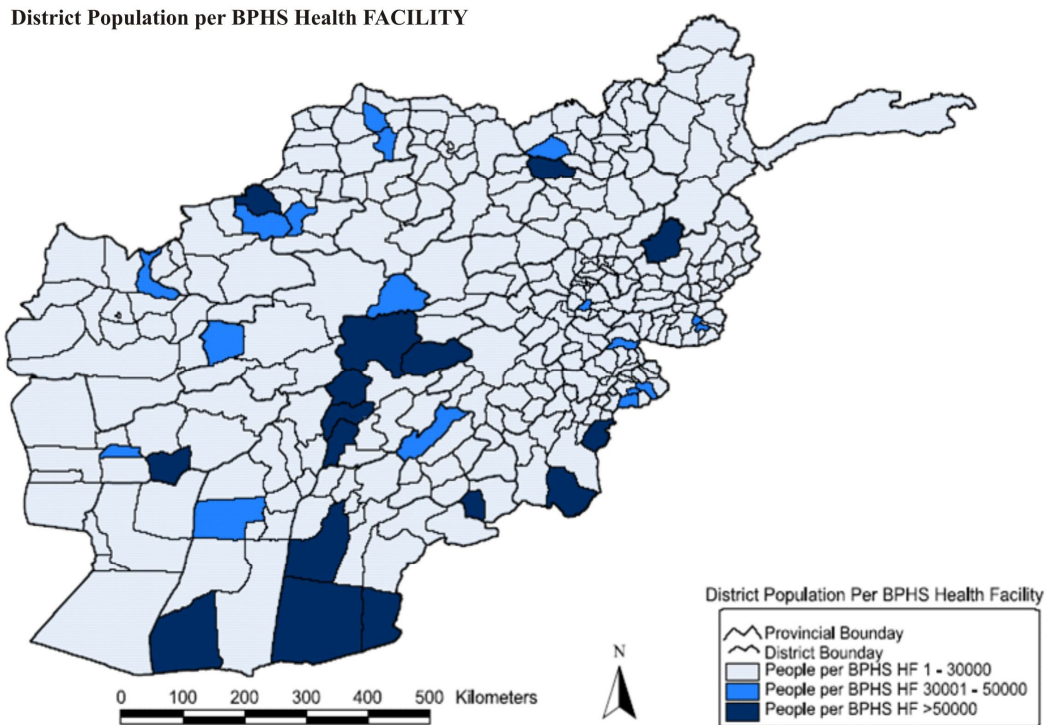 District Population per BPHS Health FACILITY
N
0 100 200 300 400 500 Kilometers
District Population Per BPHS Health Facility
Provincial Boundary
District Boundary
People per BPHS HF 1 - 30000
People per BPHS HF 30001 - 50000
People per BPHS HF >50000